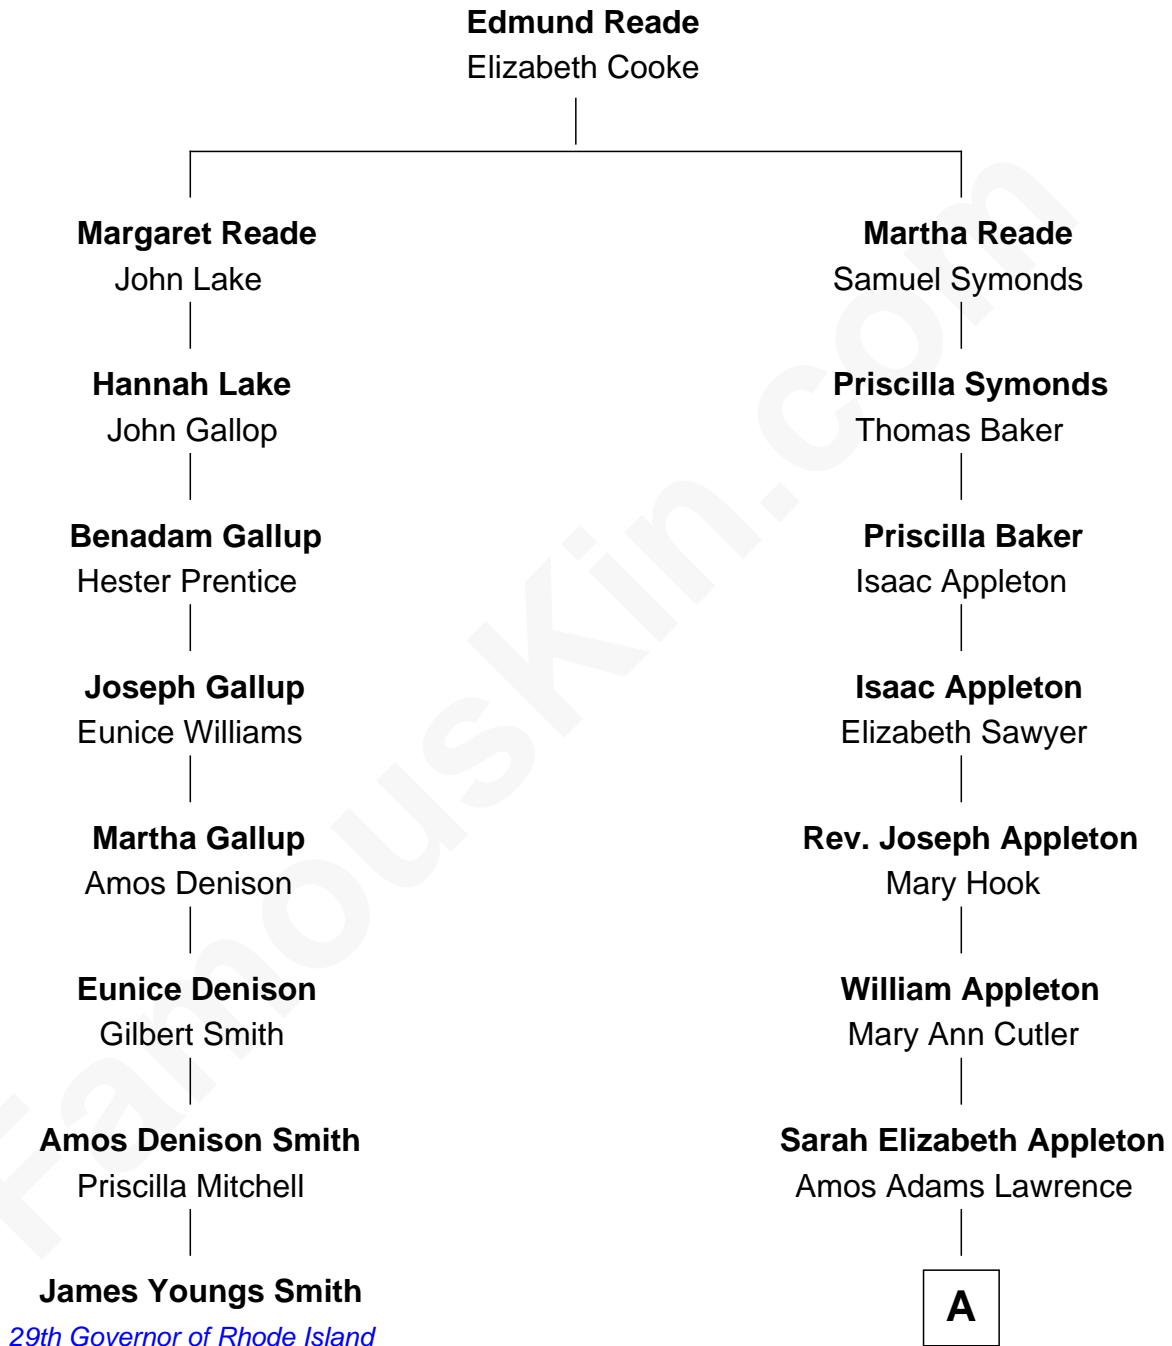 Edmund Reade
Elizabeth Cooke
Margaret Reade
John Lake
Martha Reade
Samuel Symonds
Hannah Lake
John Gallop
Priscilla Symonds
Thomas Baker
Benadam Gallup
Hester Prentice
Priscilla Baker
Isaac Appleton
Joseph Gallup
Eunice Williams
Isaac Appleton
Elizabeth Sawyer
Martha Gallup
Amos Denison
Rev. Joseph Appleton
Mary Hook
Eunice Denison
Gilbert Smith
William Appleton
Mary Ann Cutler
Amos Denison Smith
Priscilla Mitchell
Sarah Elizabeth Appleton
Amos Adams Lawrence
James Youngs Smith
29th Governor of Rhode Island
A
FamousKin.com